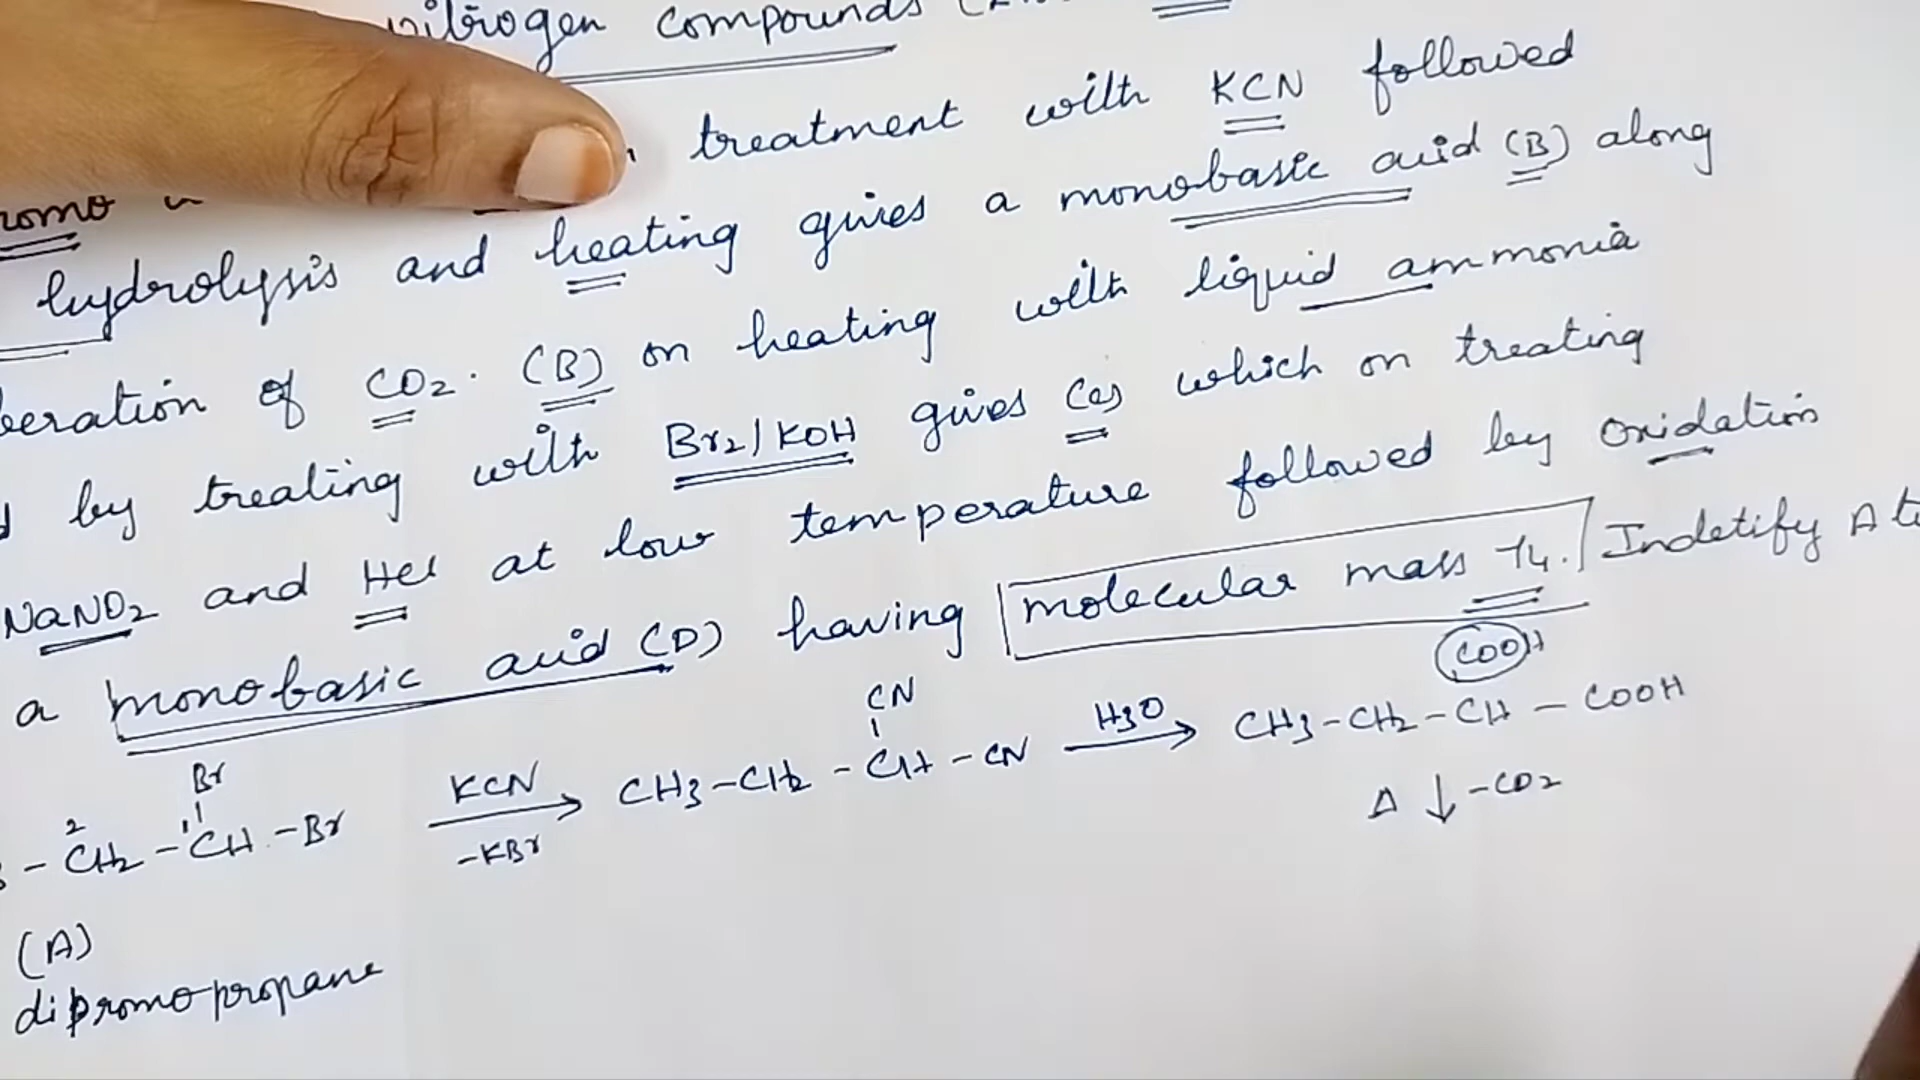 nitrogen compounds
romo treatment with KCN followed
hydrolysis and heating gives a monobasic acid (B) along
beration of CO2. (B) on heating with liquid ammonia
d by treating with Br2/KOH gives (C) which on treating
NaNO2 and HCl at low temperature followed by oxidation
a monobasic acid (D) having molecular mass 74. Indetify A to
Br CN COOH
2 1
- CH2 - CH - Br KCN -KBr CH3-CH2 - CH - CN H3O CH3-CH2-CH - COOH
Δ ↓ -CO2
(A)
dipromopropane